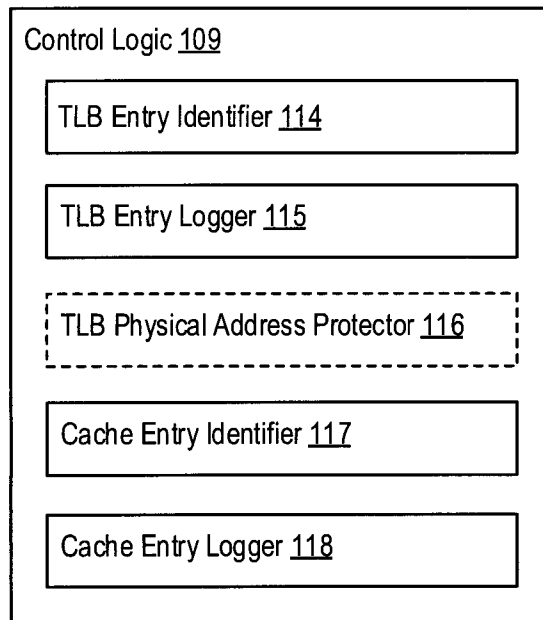 Control Logic 109
TLB Entry Identifier 114
TLB Entry Logger 115
TLB Physical Address Protector 116
Cache Entry Identifier 117
Cache Entry Logger 118